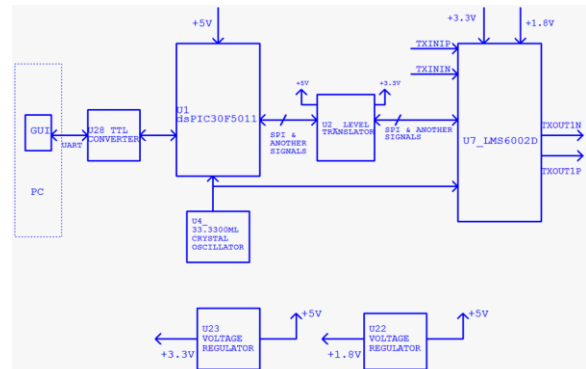 +5V
+3.3V
+1.8V
TXINIP
TXININ
GUI
PC
UART
U28 TTL
CONVERTER
U1
dsPIC30F5011
SPI &
ANOTHER
SIGNALS
+5V
+3.3V
U2 LEVEL
TRANSLATOR
SPI & ANOTHER
SIGNALS
U7_LMS6002D
TXOUT1N
TXOUT1P
U4_
33.3300ML
CRYSTAL
OSCILLATOR
U23
VOLTAGE
REGULATOR
+5V
+3.3V
U22
VOLTAGE
REGULATOR
+5V
+1.8V